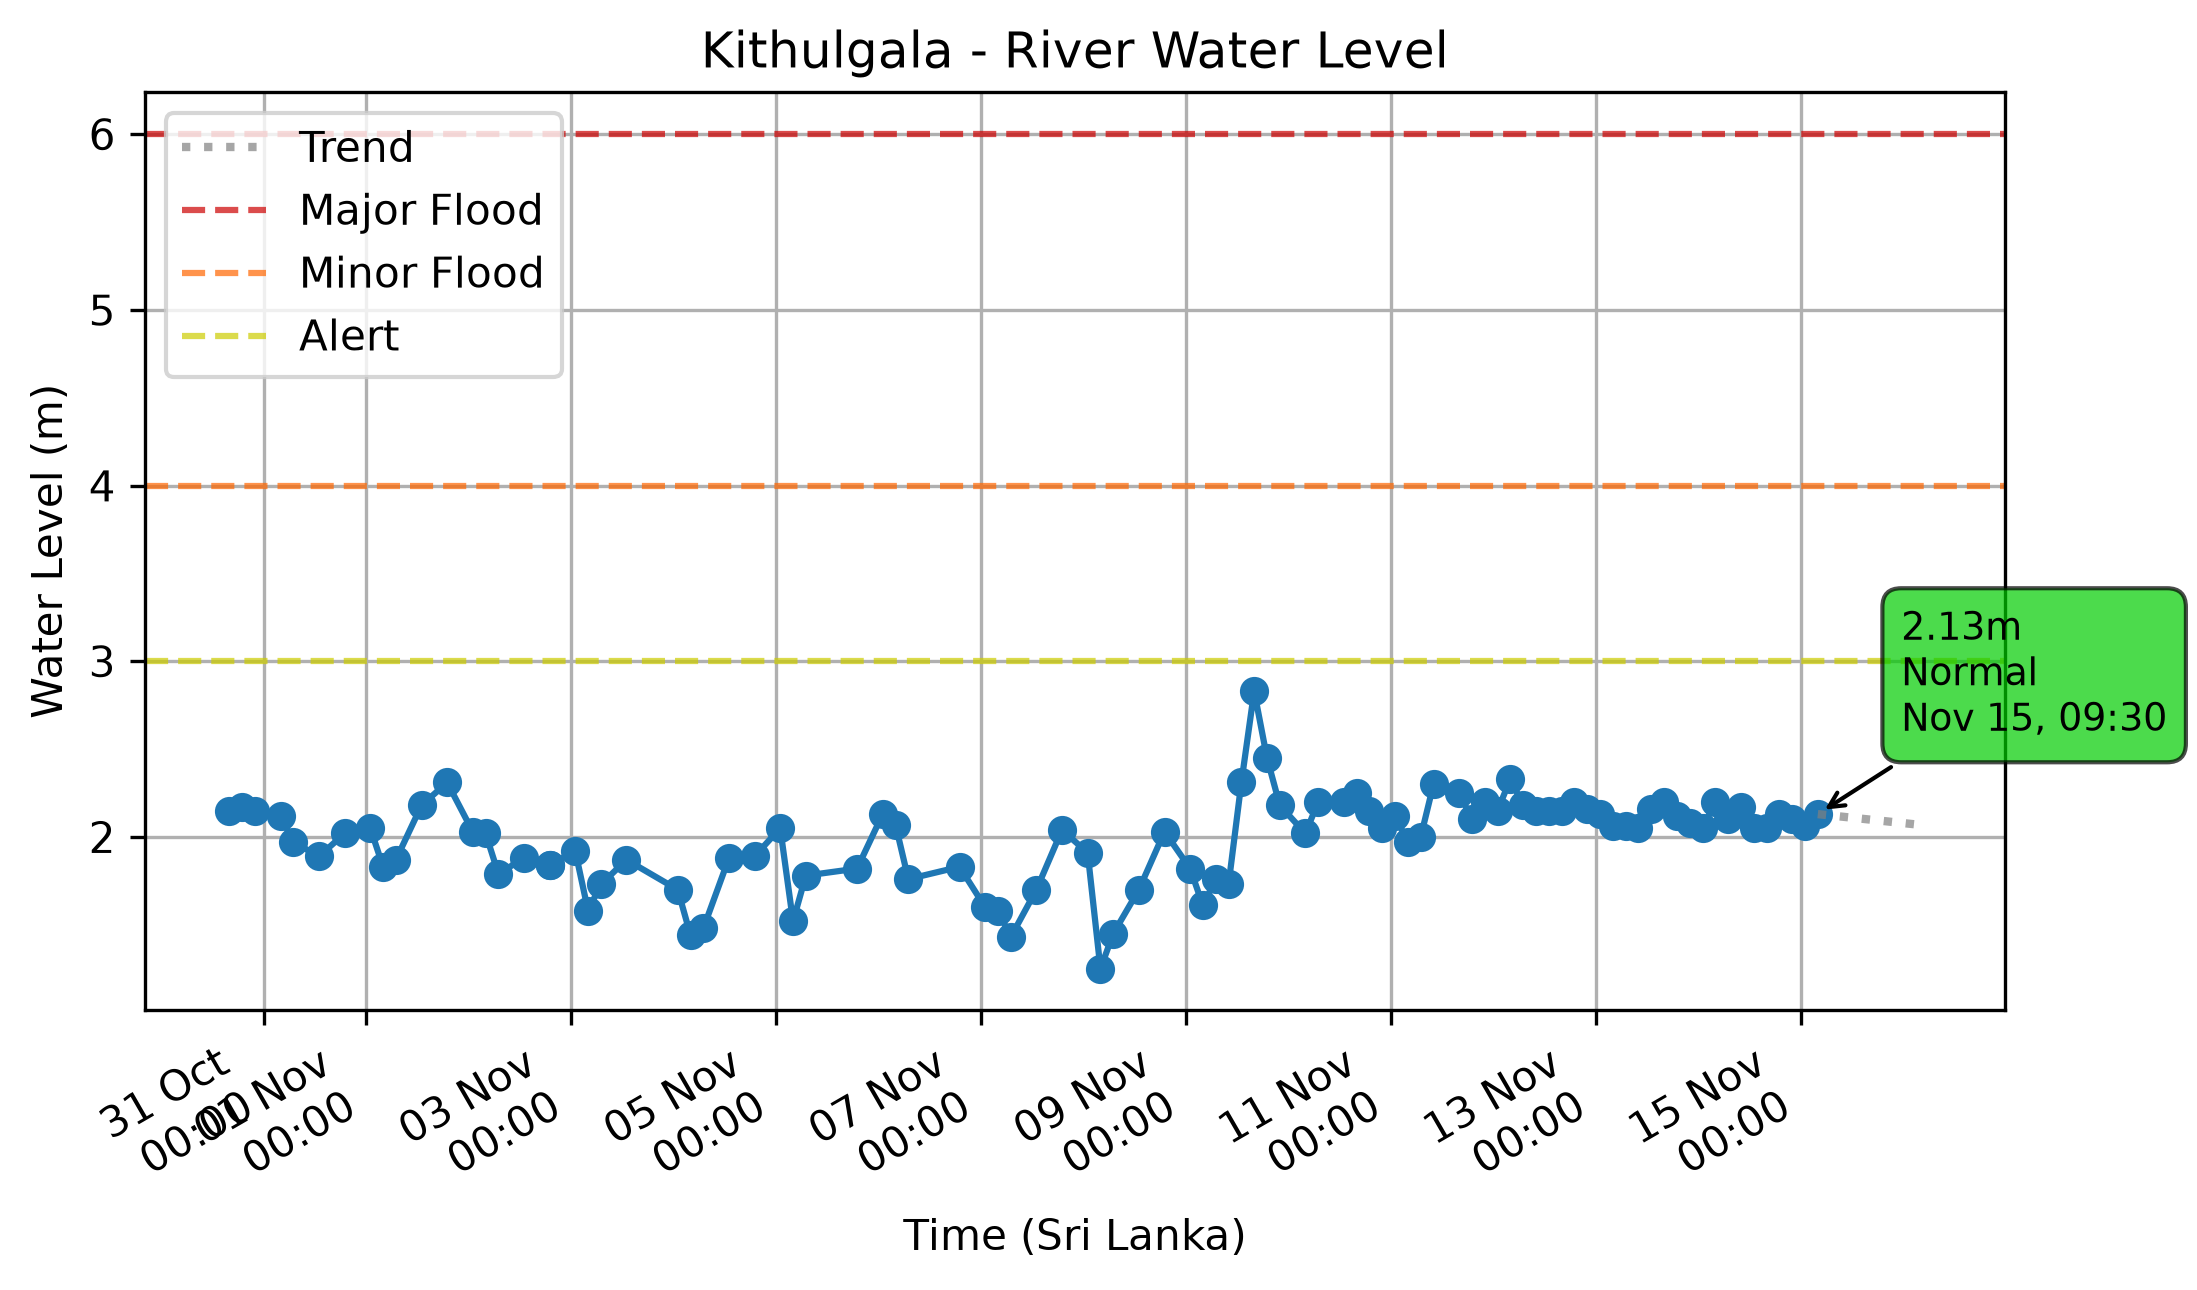 Kithulgala - River Water Level
Trend
Major Flood
Minor Flood
Alert
6
5
4
3
2
Water Level (m)
2.13m
Normal
Nov 15, 09:30
31 Oct
00:00
01 Nov
00:00
03 Nov
00:00
05 Nov
00:00
07 Nov
00:00
09 Nov
00:00
11 Nov
00:00
13 Nov
00:00
15 Nov
00:00
Time (Sri Lanka)